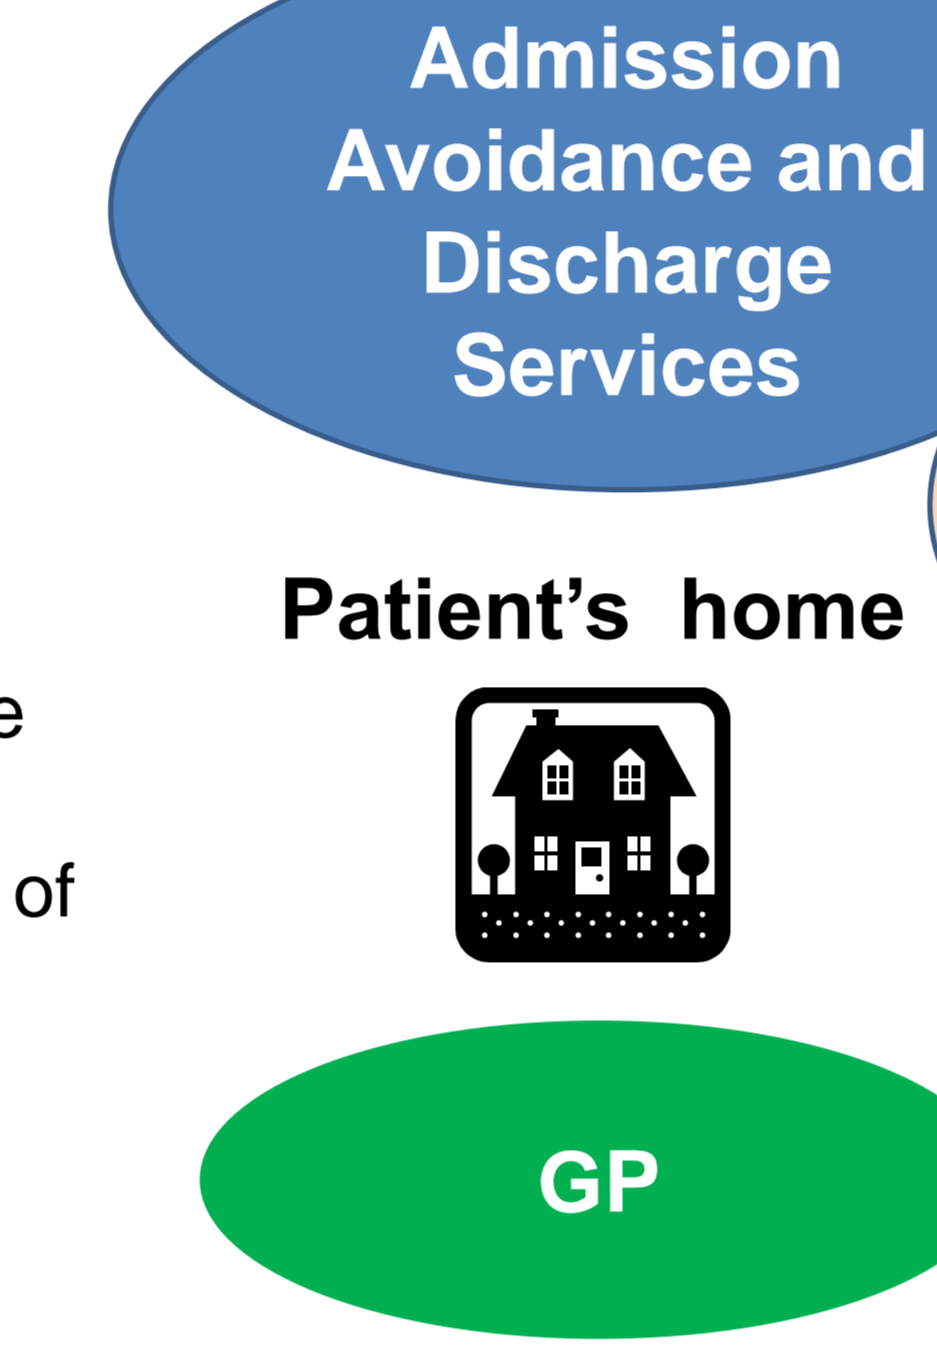 Admission
Avoidance and
Discharge
Services
Patient’s  home
e
of
GP